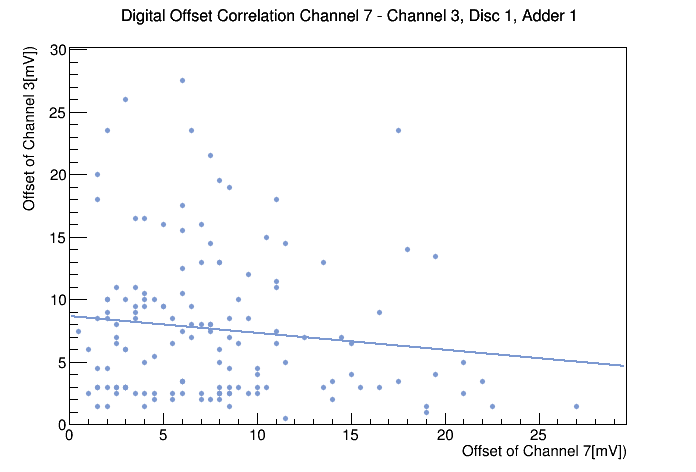 Digital Offset Correlation Channel 7 - Channel 3, Disc 1, Adder 1
Offset of Channel 3[mV])
30
25
20
15
10
5
0
0 5 10 15 20 25
Offset of Channel 7[mV])